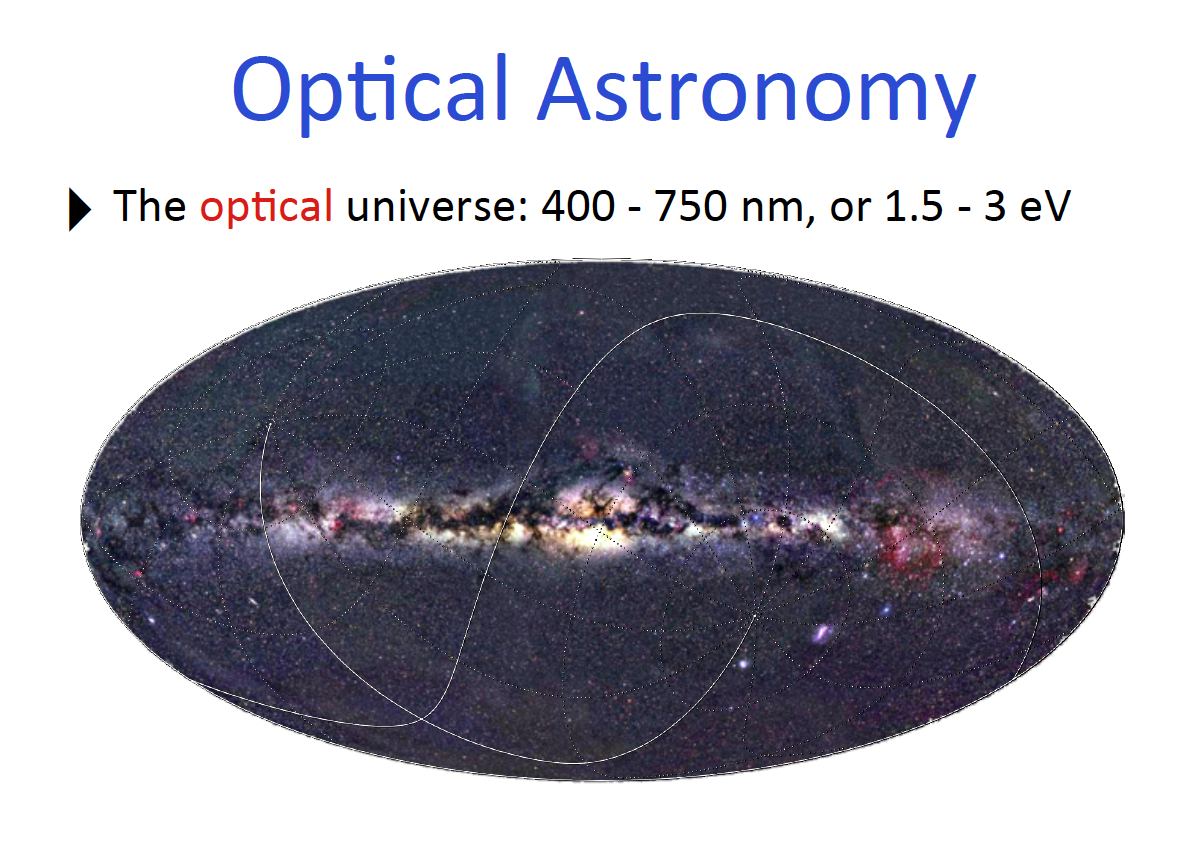 Optical Astronomy
The optical universe: 400 - 750 nm, or 1.5 - 3 eV